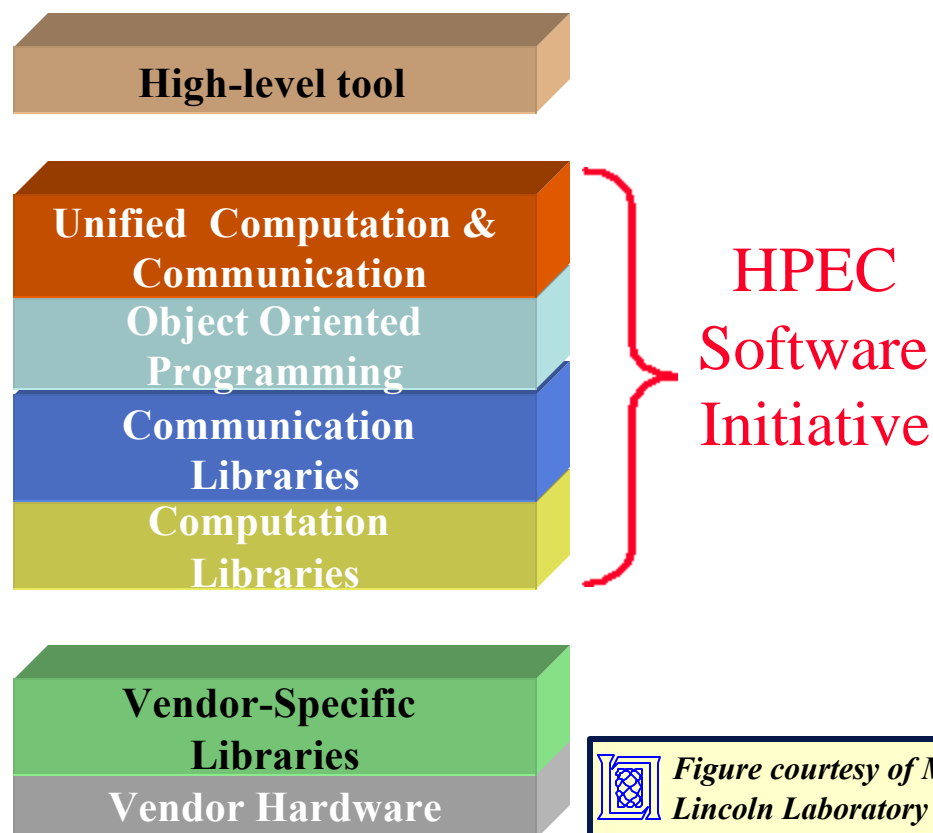 High-level tool
Unified Computation &
Communication
Object Oriented
Programming
Communication
Libraries
Computation
Libraries
HPEC
Software
Initiative
Vendor-Specific
Libraries
Vendor Hardware
Figure courtesy of
Lincoln Laboratory